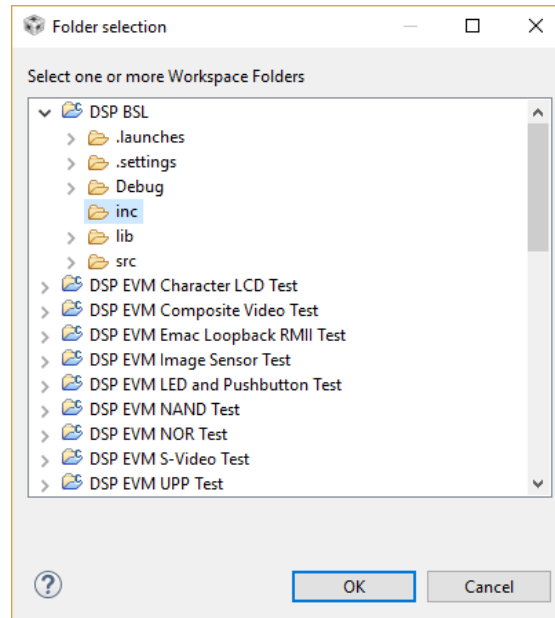 Folder selection
Select one or more Workspace Folders
DSP BSL
.launches
.settings
Debug
inc
lib
src
DSP EVM Character LCD Test
DSP EVM Composite Video Test
DSP EVM Emac Loopback RMII Test
DSP EVM Image Sensor Test
DSP EVM LED and Pushbutton Test
DSP EVM NAND Test
DSP EVM NOR Test
DSP EVM S-Video Test
DSP EVM UPP Test
? OK Cancel